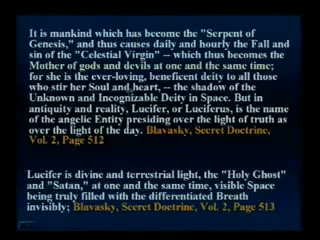 It is mankind which has become the "Serpent of
Genesis," and thus causes daily and hourly the Fall and
sin of the "Celestial Virgin" -- which thus becomes the
Mother of gods and devils at one and the same time;
for she is the ever-loving, beneficent deity to all those
who stir her Soul and heart, -- the shadow of the
Unknown and Incognizable Deity in Space. But in
antiquity and reality, Lucifer, or Luciferus, is the name
of the angelic Entity presiding over the light of truth as
over the light of the day. Blavasky, Secret Doctrine,
Vol. 2, Page 512
Lucifer is divine and terrestrial light, the "Holy Ghost"
and "Satan," at one and the same time, visible Space
being truly filled with the differentiated Breath
invisibly; Blavasky, Secret Doctrine, Vol. 2, Page 513